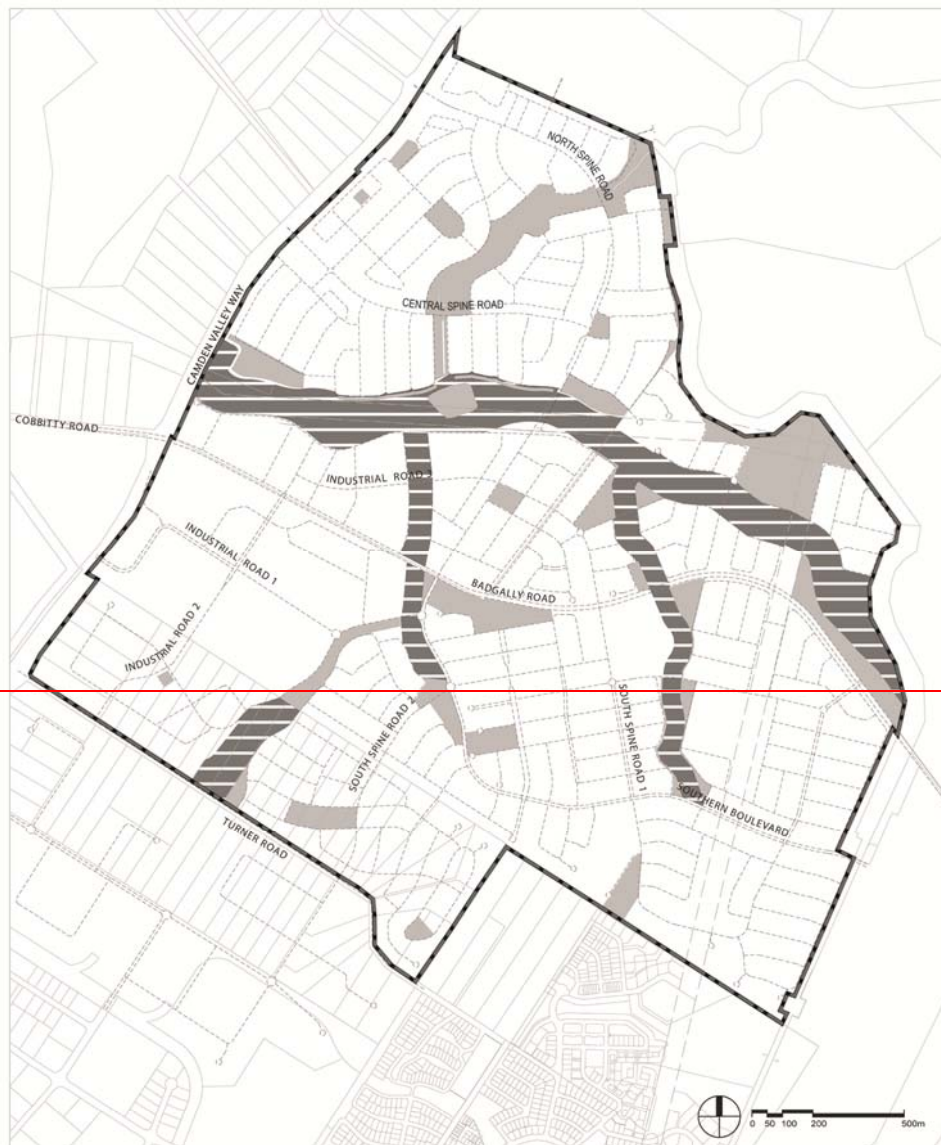 NORTH SPINE ROAD
CENTRAL SPINE ROAD
CAMDEN VALLEY WAY
COBBITTY ROAD
INDUSTRIAL ROAD 3
INDUSTRIAL ROAD 1
BADGALLY ROAD
INDUSTRIAL ROAD 2
SOUTH SPINE ROAD 2
SOUTH SPINE ROAD 1
SOUTHERN BOULEVARD
TURNER ROAD
0 50 100 200 500m